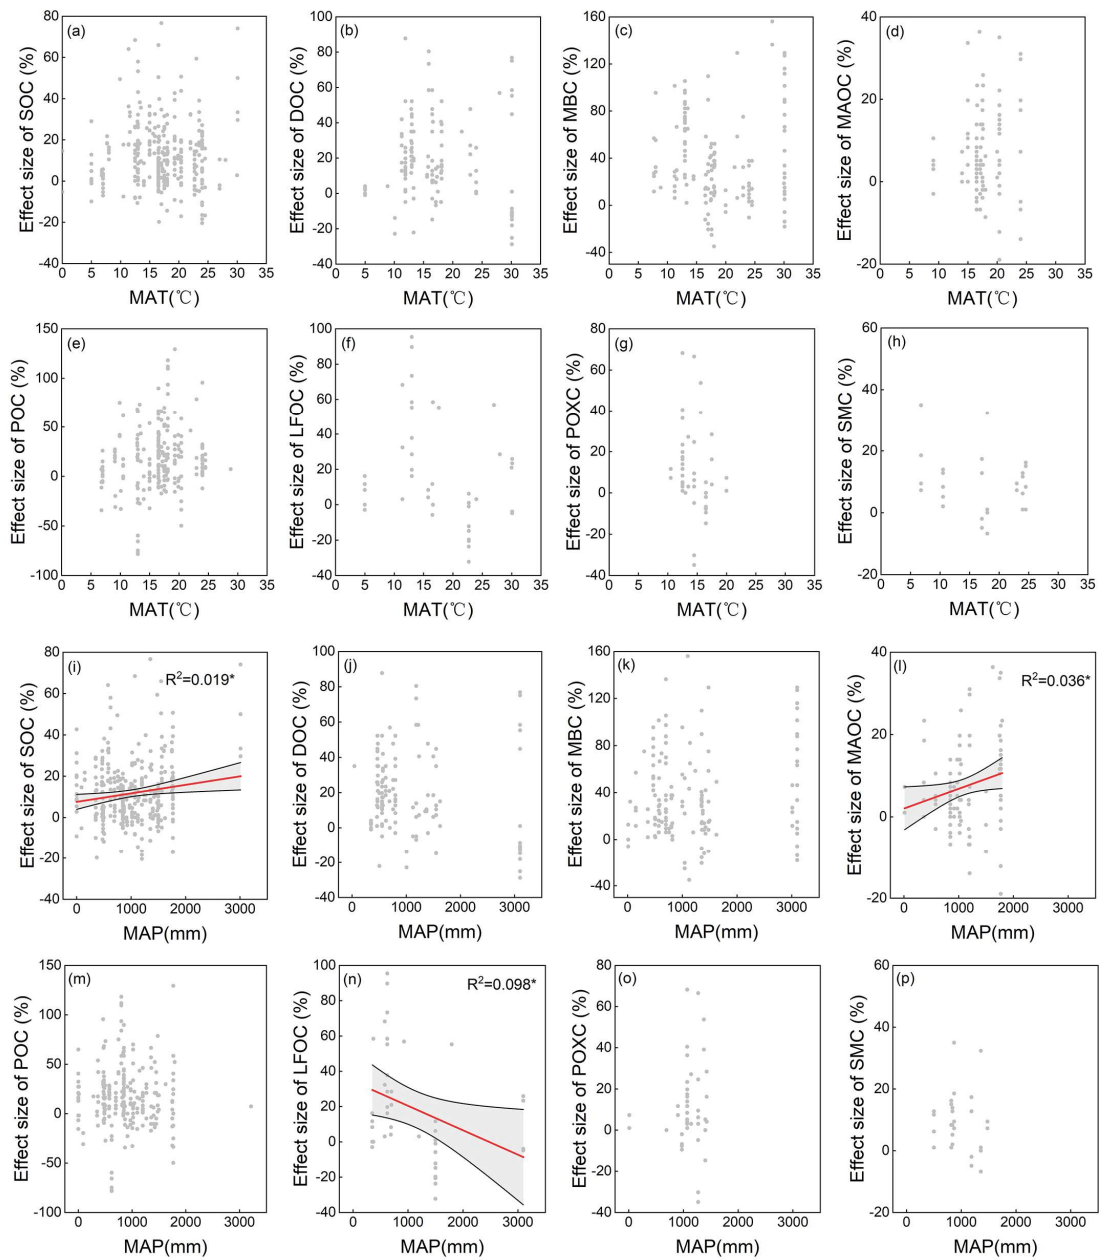 (a)
Effect size of SOC (%)
80
60
40
20
0
-20
-40
0 5 10 15 20 25 30 35
MAT(℃)
(b)
Effect size of DOC (%)
100
80
60
40
20
0
-20
-40
0 5 10 15 20 25 30 35
MAT(℃)
(c)
Effect size of MBC (%)
160
120
80
40
0
-40
0 5 10 15 20 25 30 35
MAT(℃)
(d)
Effect size of MAOC (%)
40
20
0
-20
0 5 10 15 20 25 30 35
MAT(℃)
(e)
Effect size of POC (%)
150
100
50
0
-50
-100
0 5 10 15 20 25 30 35
MAT(℃)
(f)
Effect size of LFOC (%)
100
80
60
40
20
0
-20
-40
0 5 10 15 20 25 30 35
MAT(℃)
(g)
Effect size of POXC (%)
80
60
40
20
0
-20
-40
0 5 10 15 20 25 30 35
MAT(℃)
(h)
Effect size of SMC (%)
60
40
20
0
-20
0 5 10 15 20 25 30 35
MAT(℃)
(i)
R²=0.019*
Effect size of SOC (%)
80
60
40
20
0
-20
-40
0 1000 2000 3000
MAP(mm)
(j)
Effect size of DOC (%)
100
80
60
40
20
0
-20
-40
0 1000 2000 3000
MAP(mm)
(k)
Effect size of MBC (%)
160
120
80
40
0
-40
0 1000 2000 3000
MAP(mm)
(l)
R²=0.036*
Effect size of MAOC (%)
40
20
0
-20
0 1000 2000 3000
MAP(mm)
(m)
Effect size of POC (%)
150
100
50
0
-50
-100
0 1000 2000 3000
MAP(mm)
(n)
R²=0.098*
Effect size of LFOC (%)
100
80
60
40
20
0
-20
-40
0 1000 2000 3000
MAP(mm)
(o)
Effect size of POXC (%)
80
60
40
20
0
-20
-40
0 1000 2000 3000
MAP(mm)
(p)
Effect size of SMC (%)
60
40
20
0
-20
0 1000 2000 3000
MAP(mm)